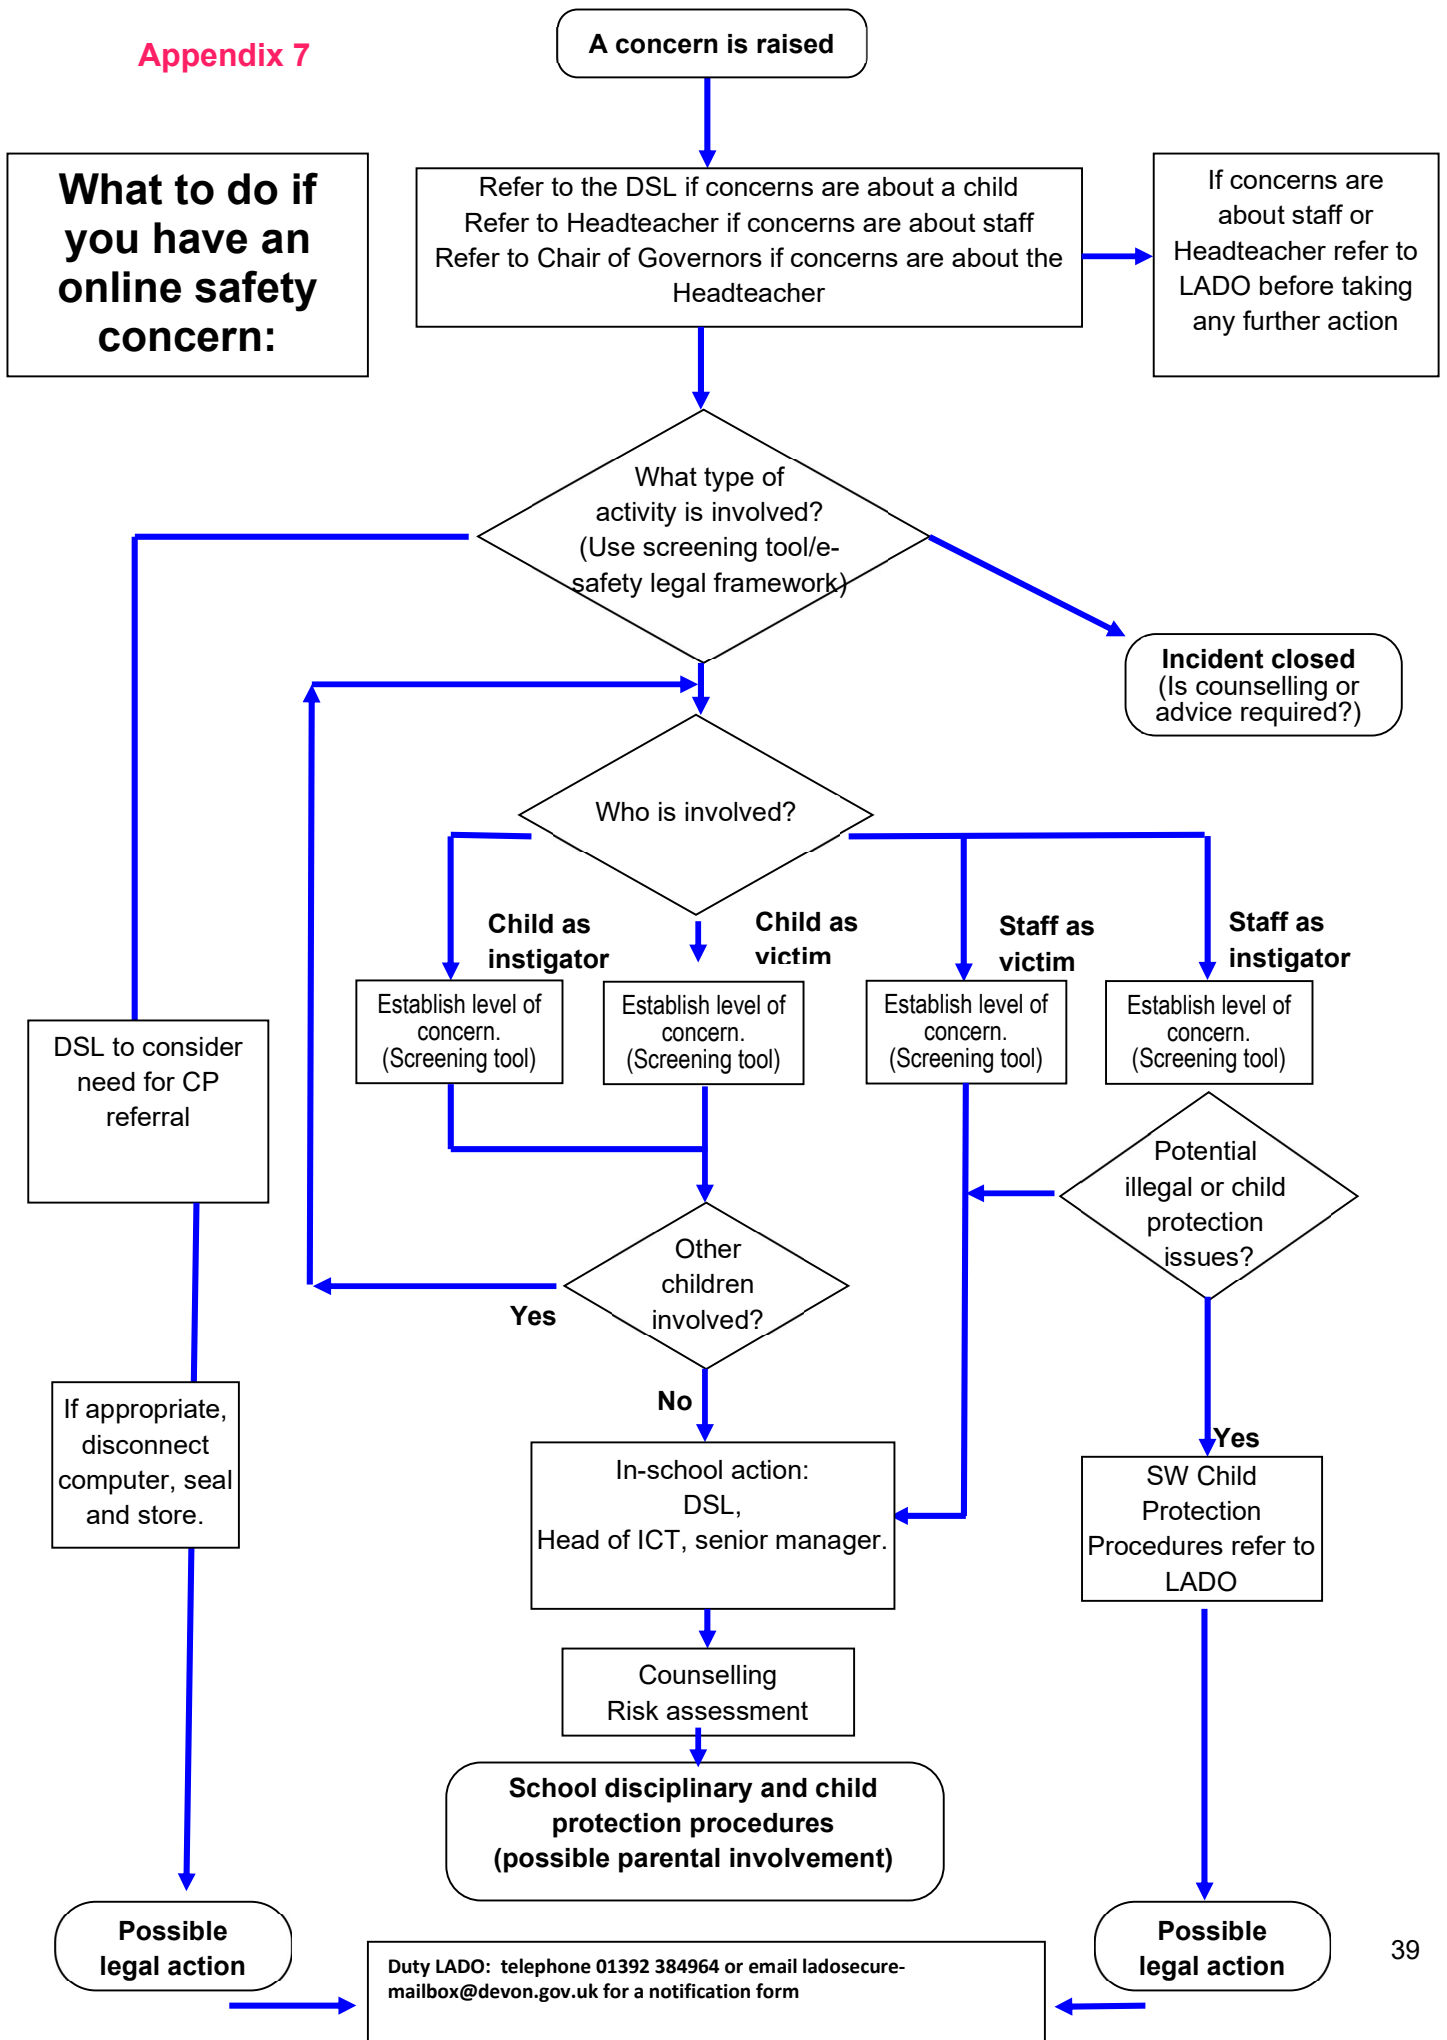 Appendix 7
A concern is raised
What to do if
you have an
online safety
concern:
Refer to the DSL if concerns are about a child
Refer to Headteacher if concerns are about staff
Refer to Chair of Governors if concerns are about the
Headteacher
If concerns are
about staff or
Headteacher refer to
LADO before taking
any further action
What type of
activity is involved?
(Use screening tool/e-
safety legal framework)
Incident closed
(Is counselling or
advice required?)
Who is involved?
Child as
instigator
Child as
victim
Staff as
victim
Staff as
instigator
Establish level of
concern.
(Screening tool)
Establish level of
concern.
(Screening tool)
Establish level of
concern.
(Screening tool)
Establish level of
concern.
(Screening tool)
DSL to consider
need for CP
referral
Potential
illegal or child
protection
issues?
Other
children
involved?
Yes
No
If appropriate,
disconnect
computer, seal
and store.
In-school action:
DSL,
Head of ICT, senior manager.
Yes
SW Child
Protection
Procedures refer to
LADO
Counselling
Risk assessment
School disciplinary and child
protection procedures
(possible parental involvement)
Possible
legal action
Possible
legal action
Duty LADO:  telephone 01392 384964 or email ladosecure-
mailbox@devon.gov.uk for a notification form
39